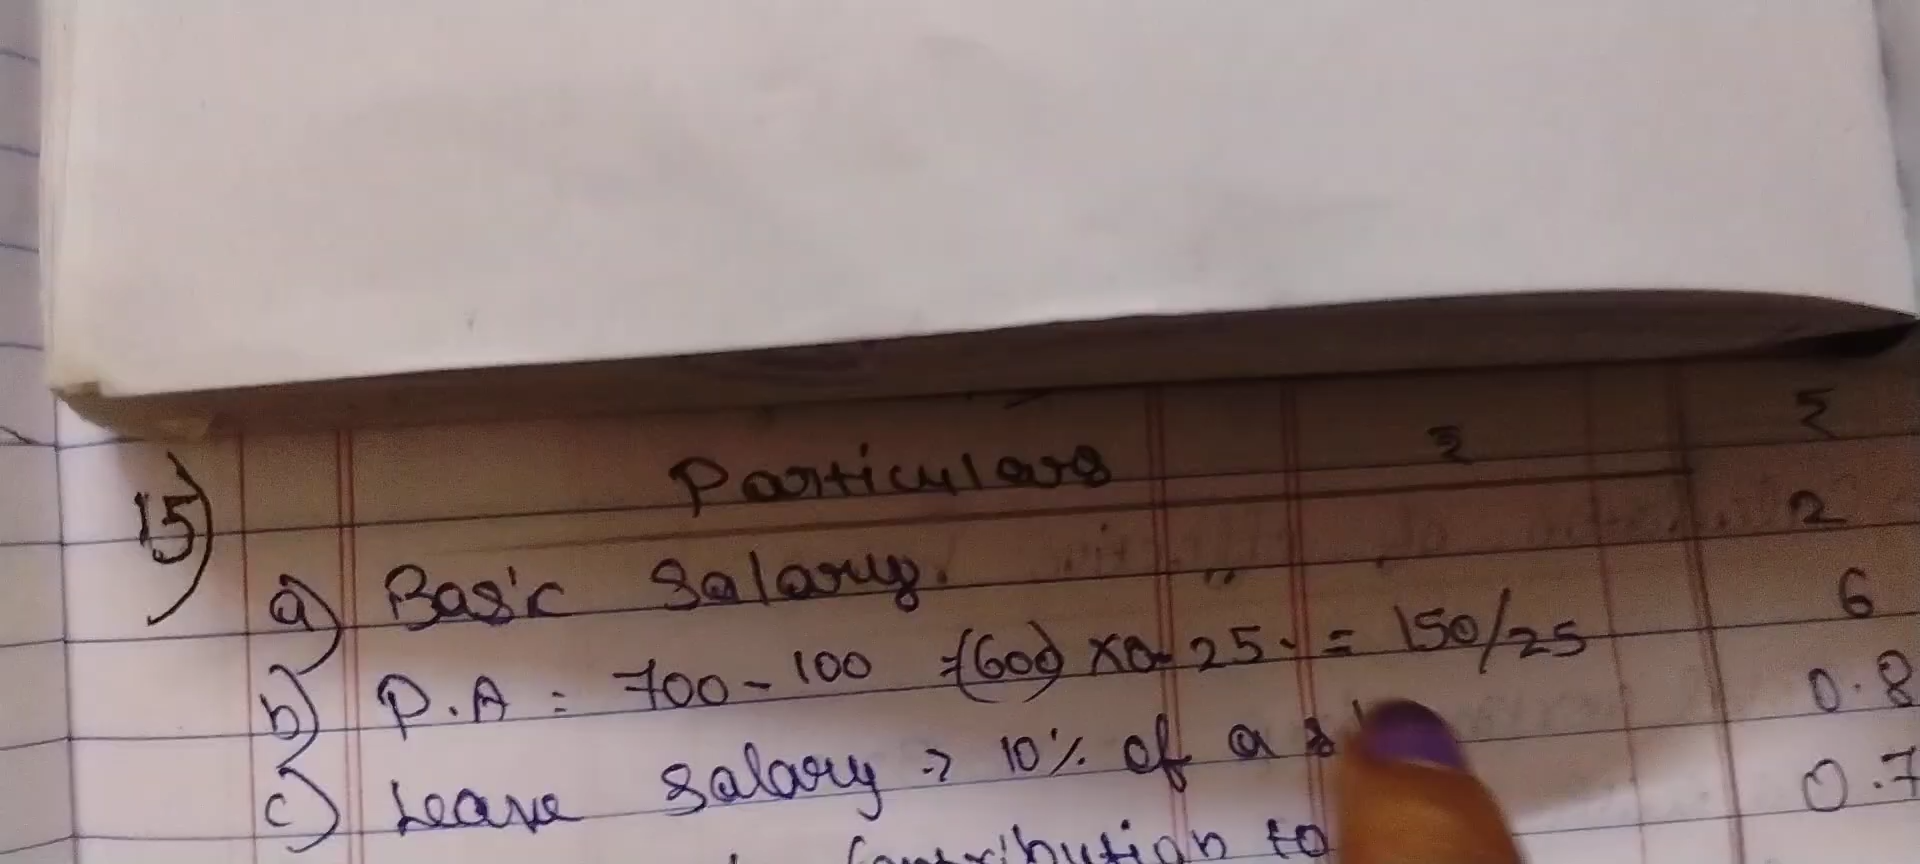 15) Particulars ₹ ₹
a) Basic Salary. 2
b) D.A = 700 - 100 =(600) x 0.25 = 150/25 6
c) Leave Salary → 10% of a & 0.8
Contribution to 0.7